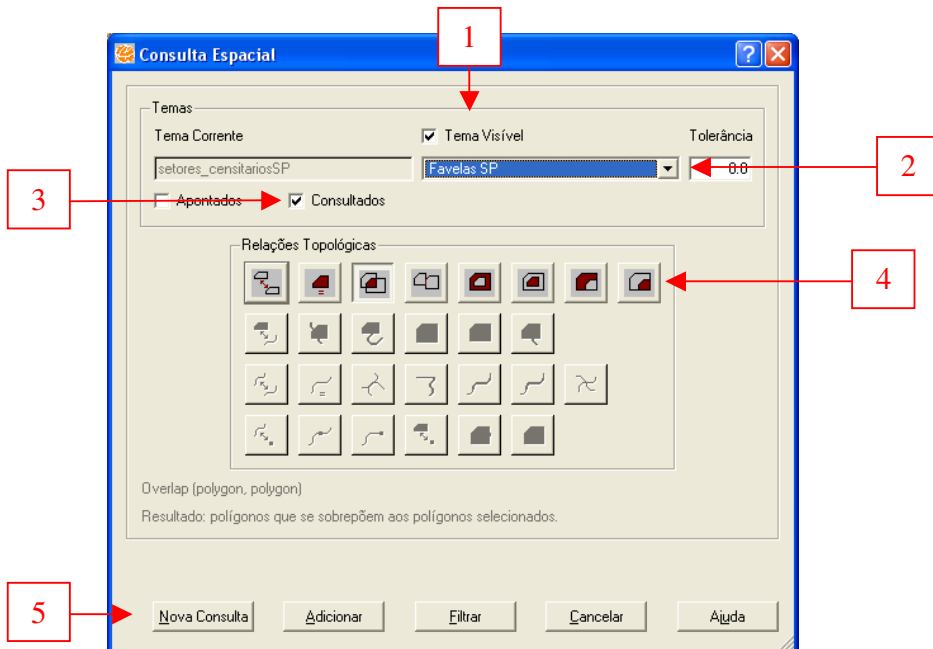 1
Consulta Espacial
Temas
Tema Corrente
Tema Visível
Tolerância
setores_censitariosSP
Favelas SP
0.0
2
3
Apontados
Consultados
Relações Topológicas
4
Overlap (polygon, polygon)
Resultado: polígonos que se sobrepõem aos polígonos selecionados.
5
Nova Consulta
Adicionar
Filtrar
Cancelar
Ajuda